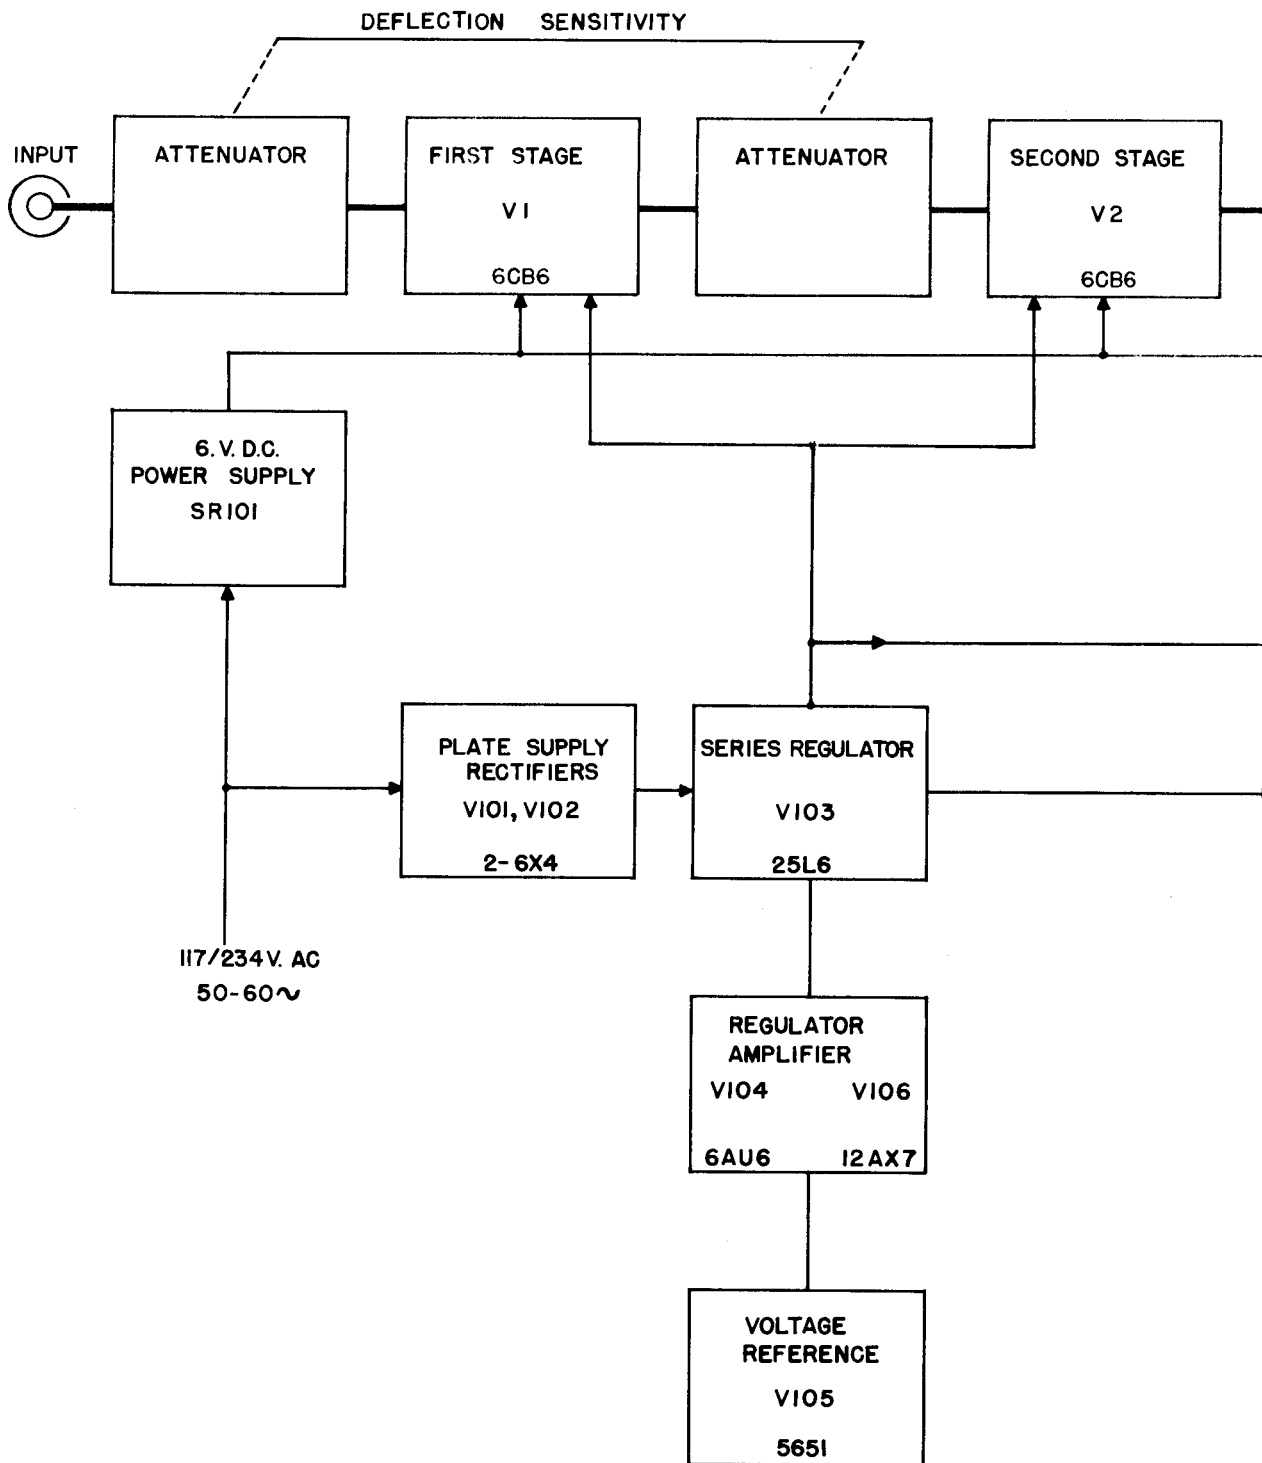 DEFLECTION SENSITIVITY
INPUT
ATTENUATOR
FIRST STAGE
V1
6CB6
ATTENUATOR
SECOND STAGE
V2
6CB6
6.V.D.C.
POWER SUPPLY
SR101
PLATE SUPPLY
RECTIFIERS
V101, V102
2-6X4
SERIES REGULATOR
V103
25L6
117/234V. AC
50-60~
REGULATOR
AMPLIFIER
V104 V106
6AU6 12AX7
VOLTAGE
REFERENCE
V105
5651